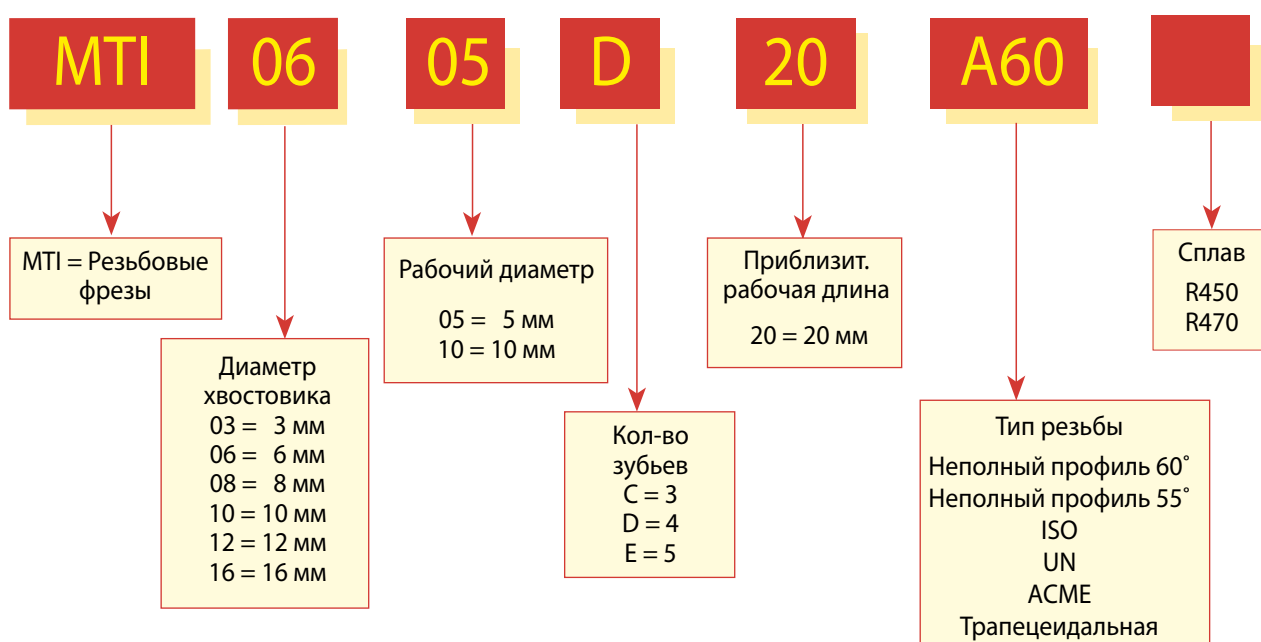 MTI
06
05
D
20
A60
MTI = Резьбовые
фрезы
Диаметр
хвостовика
03 = 3 мм
06 = 6 мм
08 = 8 мм
10 = 10 мм
12 = 12 мм
16 = 16 мм
Рабочий диаметр
05 = 5 мм
10 = 10 мм
Кол-во
зубьев
C = 3
D = 4
E = 5
Приблизит.
рабочая длина
20 = 20 мм
Тип резьбы
Неполный профиль 60˚
Неполный профиль 55˚
ISO
UN
ACME
Трапецеидальная
Сплав
R450
R470